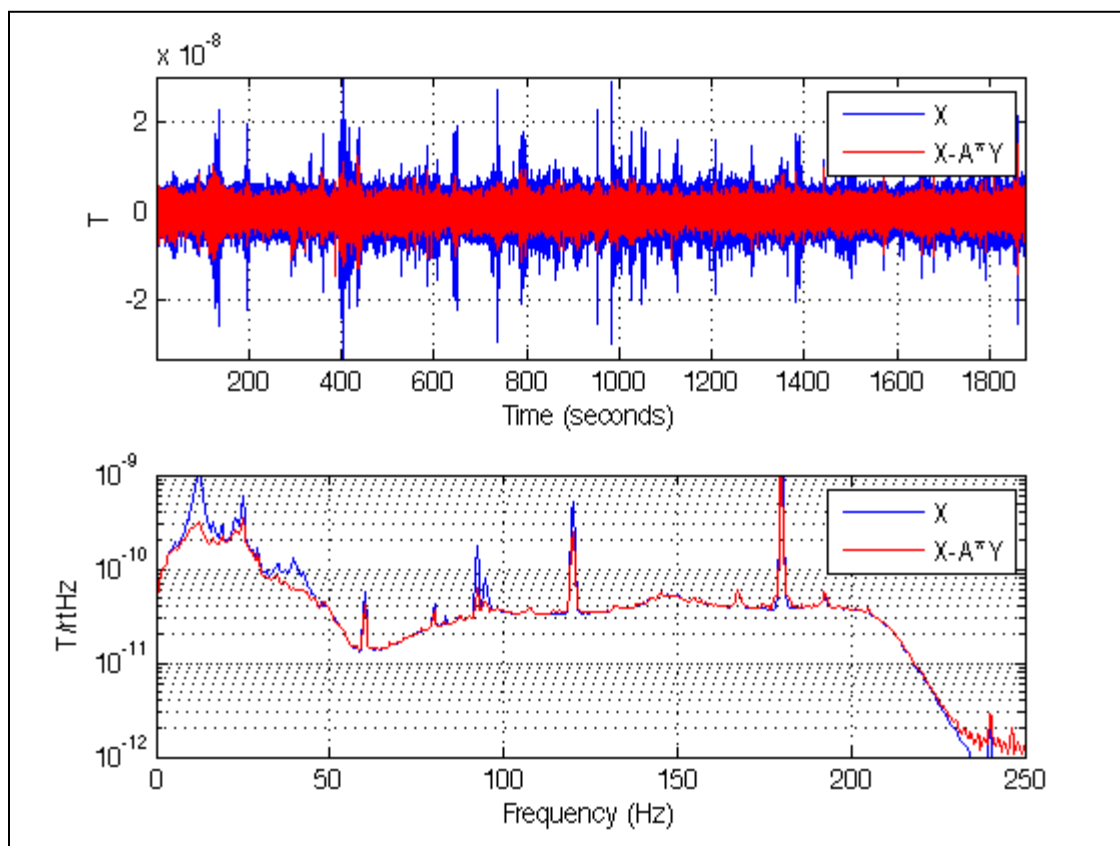 x 10^-8
2
0
-2
T
X
X-A*Y
200 400 600 800 1000 1200 1400 1600 1800
Time (seconds)
10^-9
10^-10
10^-11
10^-12
T/rtHz
X
X-A*Y
0 50 100 150 200 250
Frequency (Hz)